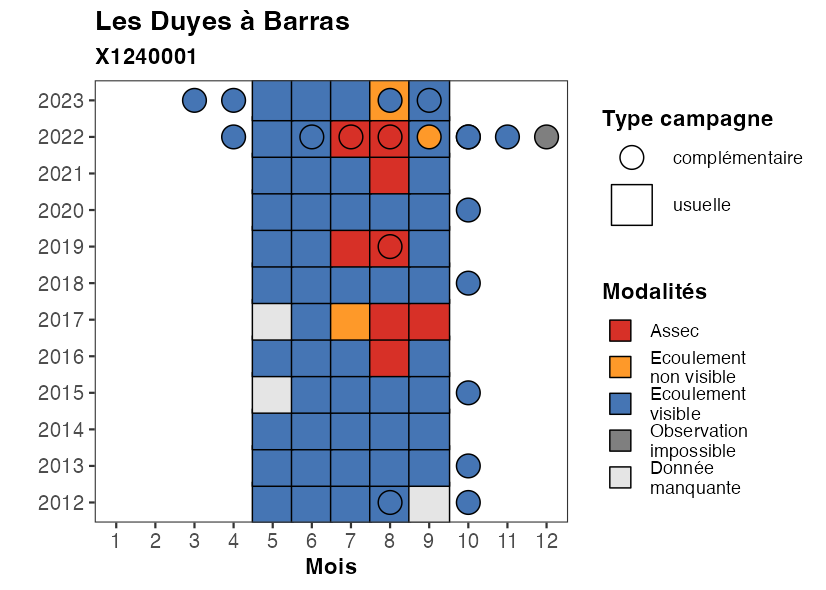 Les Duyes à Barras
X1240001
2023
2022
2021
2020
2019
2018
2017
2016
2015
2014
2013
2012
1 2 3 4 5 6 7 8 9 10 11 12
Mois
Type campagne
complémentaire
usuelle
Modalités
Assec
Ecoulement
non visible
Ecoulement
visible
Observation
impossible
Donnée
manquante